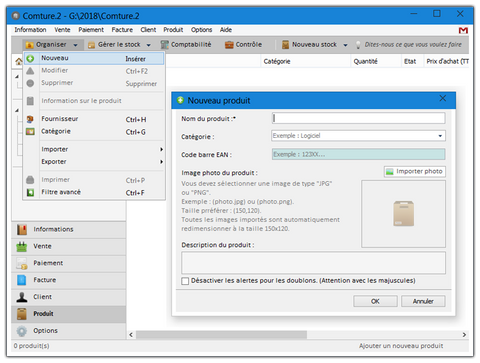 Comture.2 - G:\2018\Comture.2
Information Vente Paiement Facture Client Produit Options Aide
Organiser Gérer le stock Comptabilité Contrôle Nouveau stock Dites-nous ce que vous voulez faire
Nouveau Insérer
Modifier Ctrl+F2
Supprimer Supprimer
Information sur le produit
Fournisseur Ctrl+H
Catégorie Ctrl+G
Importer
Exporter
Imprimer Ctrl+P
Filtre avancé Ctrl+F
Catégorie Quantité Etat Prix d'achat (TT
Nouveau produit
Nom du produit :*
Catégorie : Exemple : Logiciel
Code barre EAN : Exemple : 123XX...
Image photo du produit : Importer photo
Vous devez sélectionner une image de type "JPG"
ou "PNG".
Exemple : (photo.jpg) ou (photo.png).
Taille préférer : (150,120).
Toutes les images importés sont automatiquement
redimensionner à la taille 150x120.
Description du produit :
Désactiver les alertes pour les doublons. (Attention avec les majuscules)
OK Annuler
Informations
Vente
Paiement
Facture
Client
Produit
Options
0 produit(s) Ajouter un nouveau produit